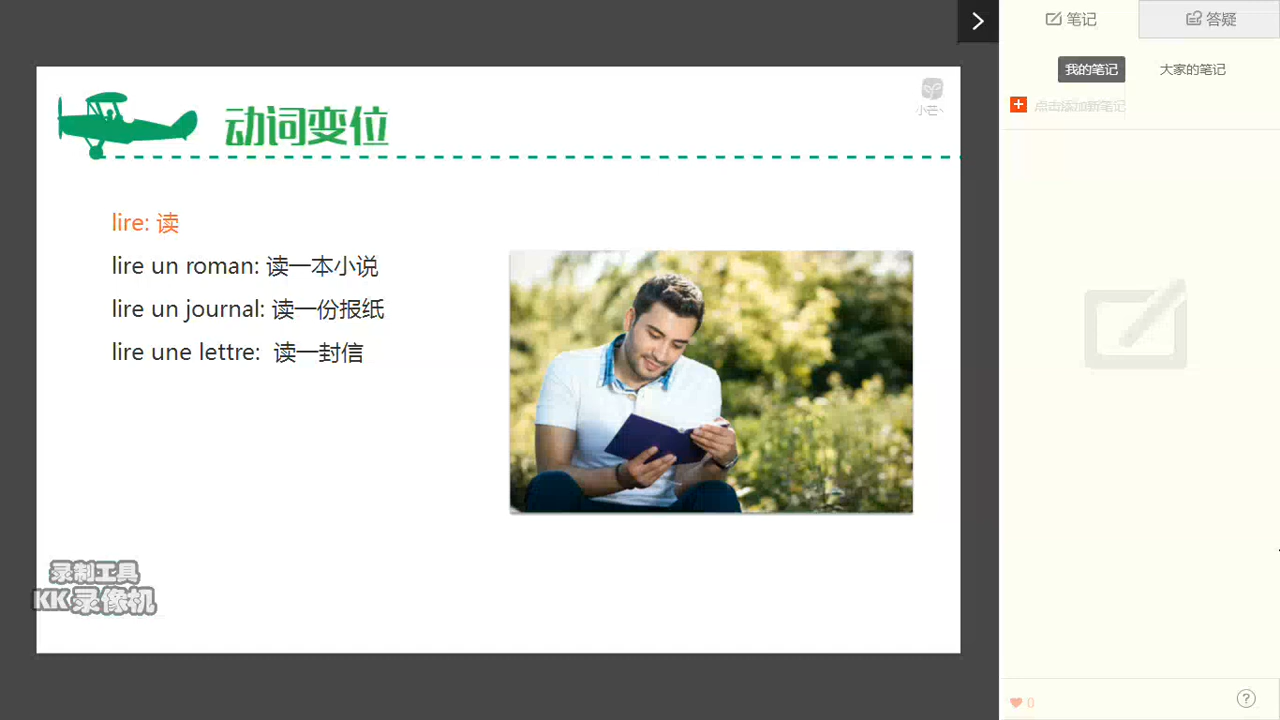 笔记
答疑
我的笔记
大家的笔记
点击添加新笔记
动词变位
lire: 读
lire un roman: 读一本小说
lire un journal: 读一份报纸
lire une lettre: 读一封信
录制工具
KK录像机
0
?